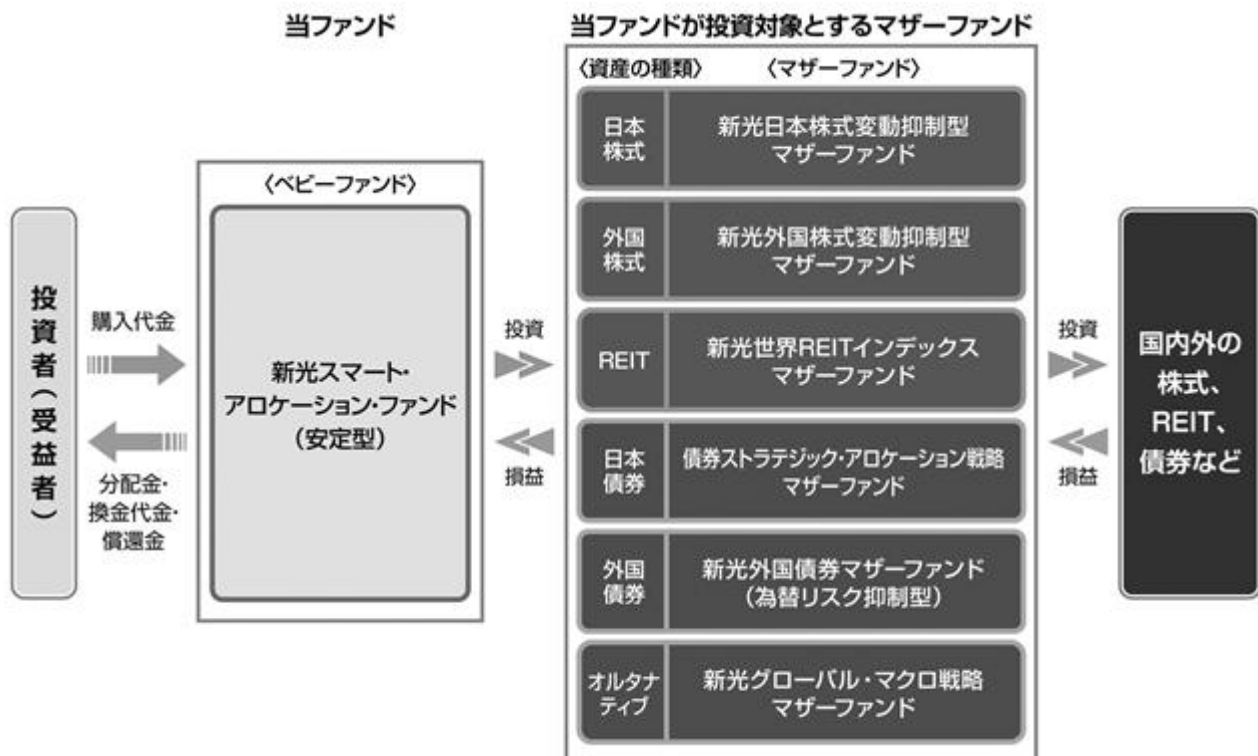 当ファンド
当ファンドが投資対象とするマザーファンド
〈資産の種類〉
〈マザーファンド〉
〈ベビーファンド〉
投資者(受益者)
購入代金
分配金・
換金代金・
償還金
新光スマート・
アロケーション・ファンド
(安定型)
投資
損益
日本
株式
新光日本株式変動抑制型
マザーファンド
外国
株式
新光外国株式変動抑制型
マザーファンド
REIT
新光世界REITインデックス
マザーファンド
日本
債券
債券ストラテジック・アロケーション戦略
マザーファンド
外国
債券
新光外国債券マザーファンド
(為替リスク抑制型)
オルタナ
ティブ
新光グローバル・マクロ戦略
マザーファンド
投資
損益
国内外の
株式、
REIT、
債券など